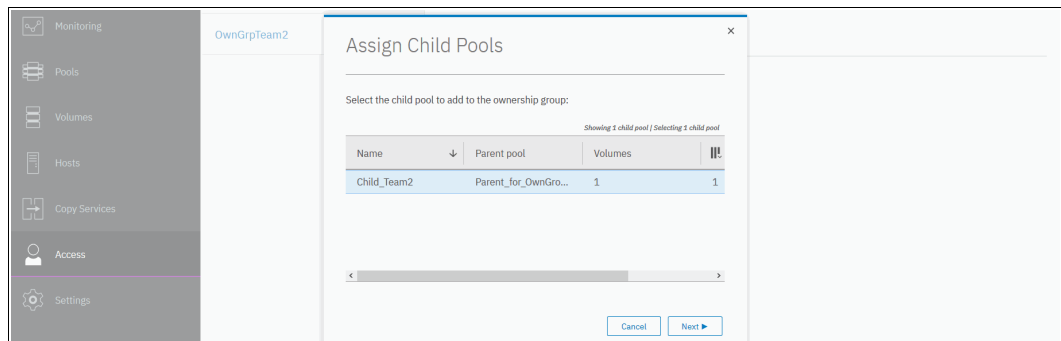 Monitoring
Pools
Volumes
Hosts
Copy Services
Access
Settings
OwnGrpTeam2
Assign Child Pools
Select the child pool to add to the ownership group:
Showing 1 child pool | Selecting 1 child pool
Name Parent pool Volumes
Child_Team2 Parent_for_OwnGro... 1 1
Cancel Next